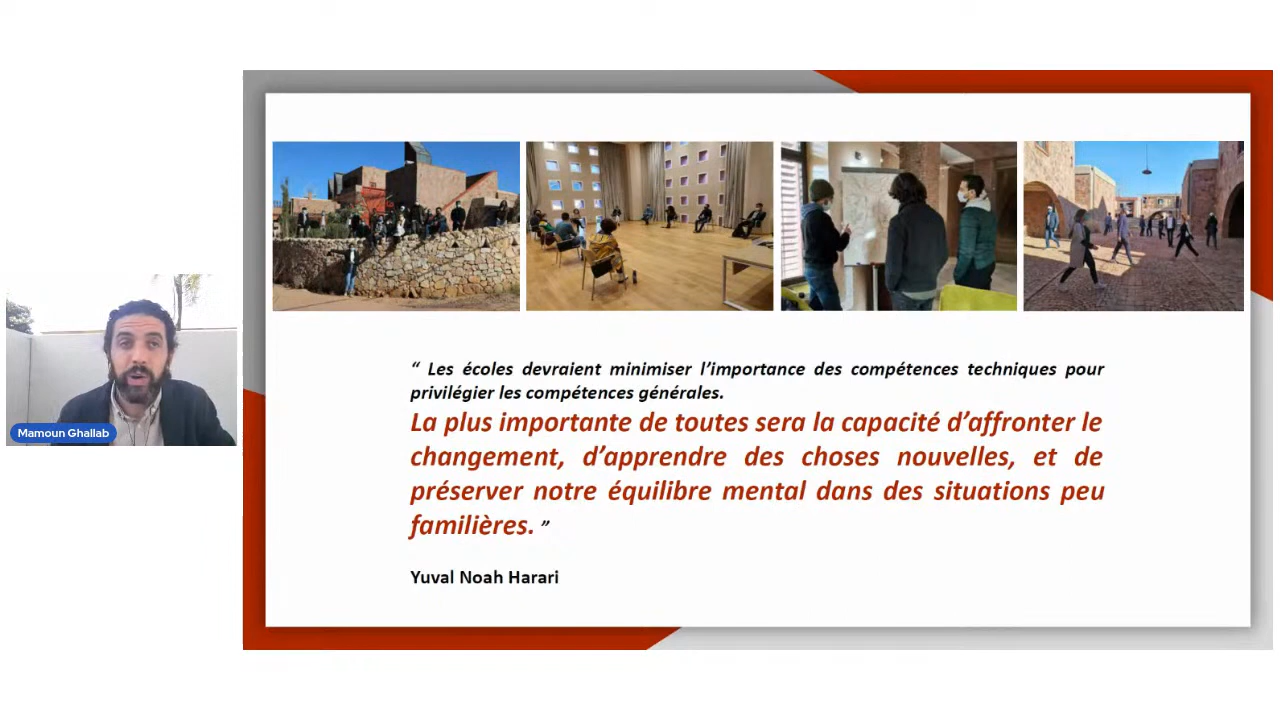 “ Les écoles devraient minimiser l’importance des compétences techniques pour
privilégier les compétences générales.
La plus importante de toutes sera la capacité d’affronter le
changement, d’apprendre des choses nouvelles, et de
préserver notre équilibre mental dans des situations peu
familières. ”
Yuval Noah Harari
Mamoun Ghallab